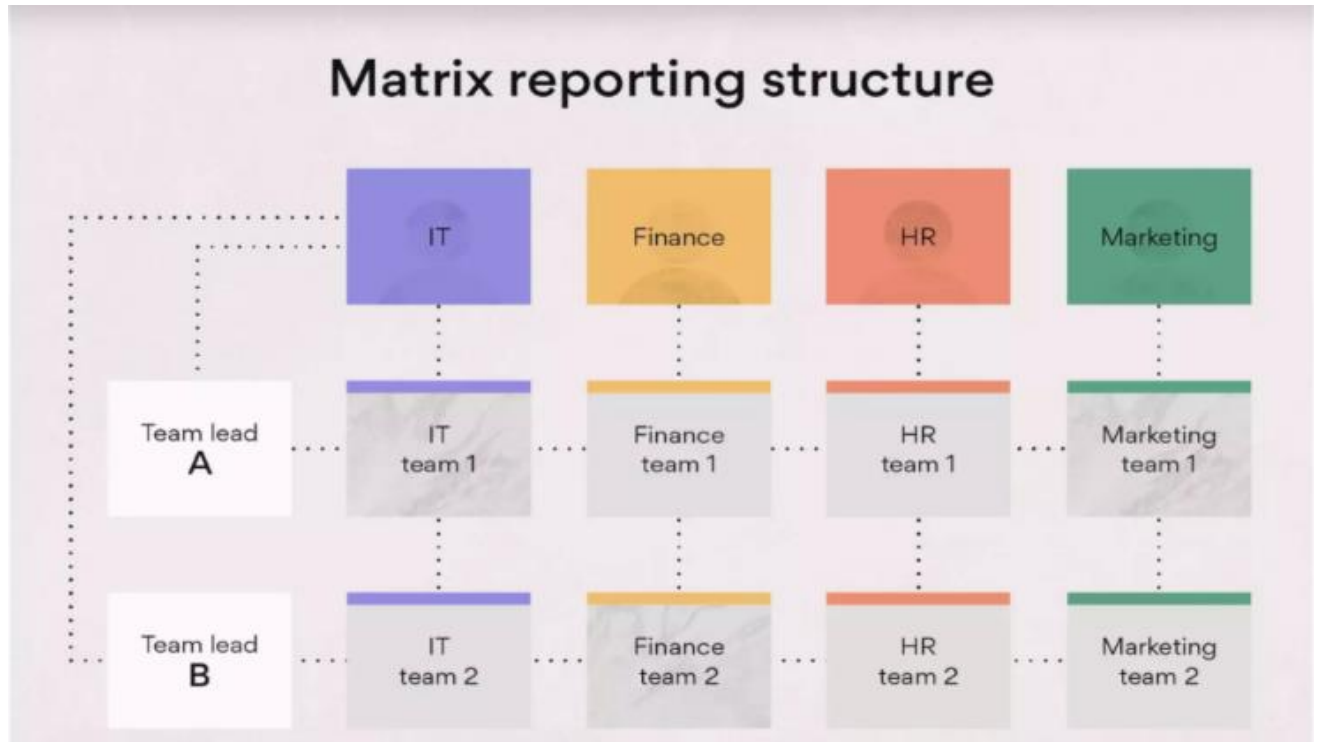 Matrix reporting structure
IT
Finance
HR
Marketing
Team lead
A
IT
team 1
Finance
team 1
HR
team 1
Marketing
team 1
Team lead
B
IT
team 2
Finance
team 2
HR
team 2
Marketing
team 2